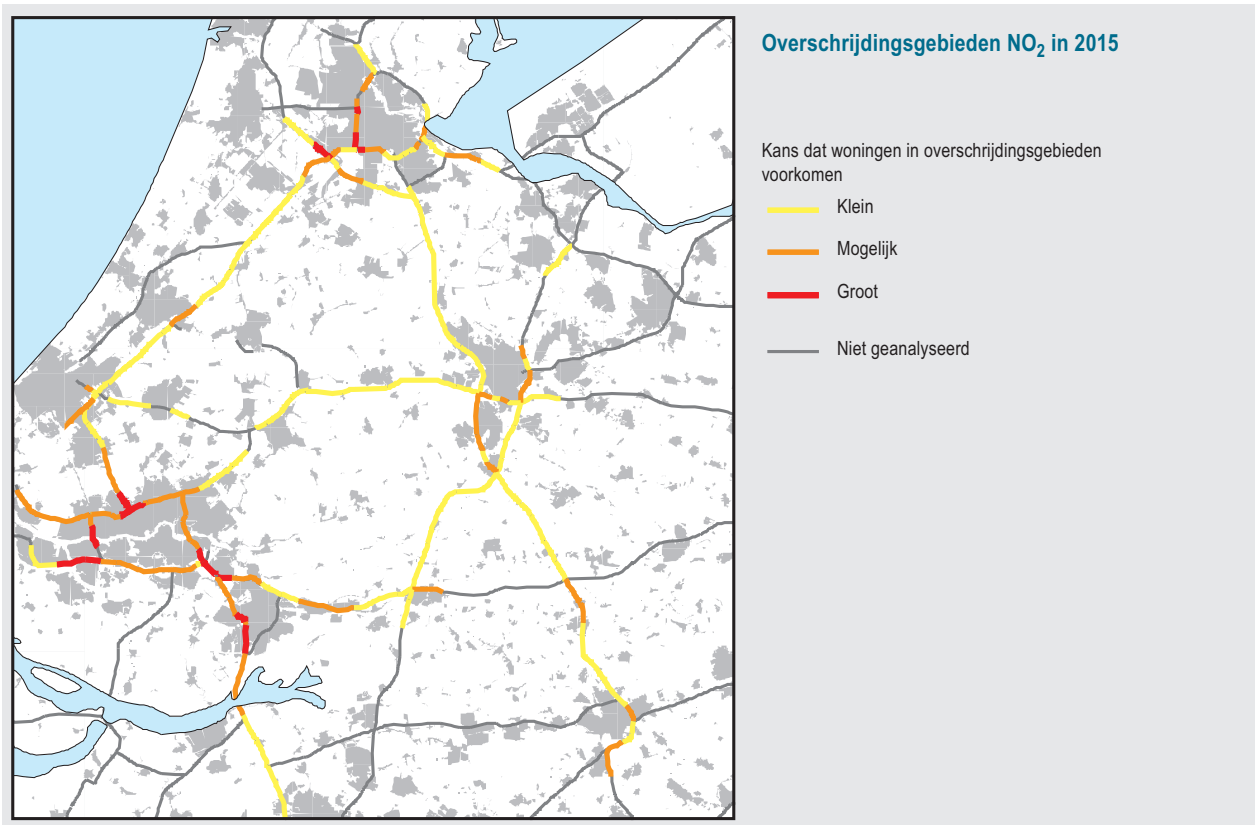 Overschrijdingsgebieden NO₂ in 2015
Kans dat woningen in overschrijdingsgebieden
voorkomen
Klein
Mogelijk
Groot
Niet geanalyseerd